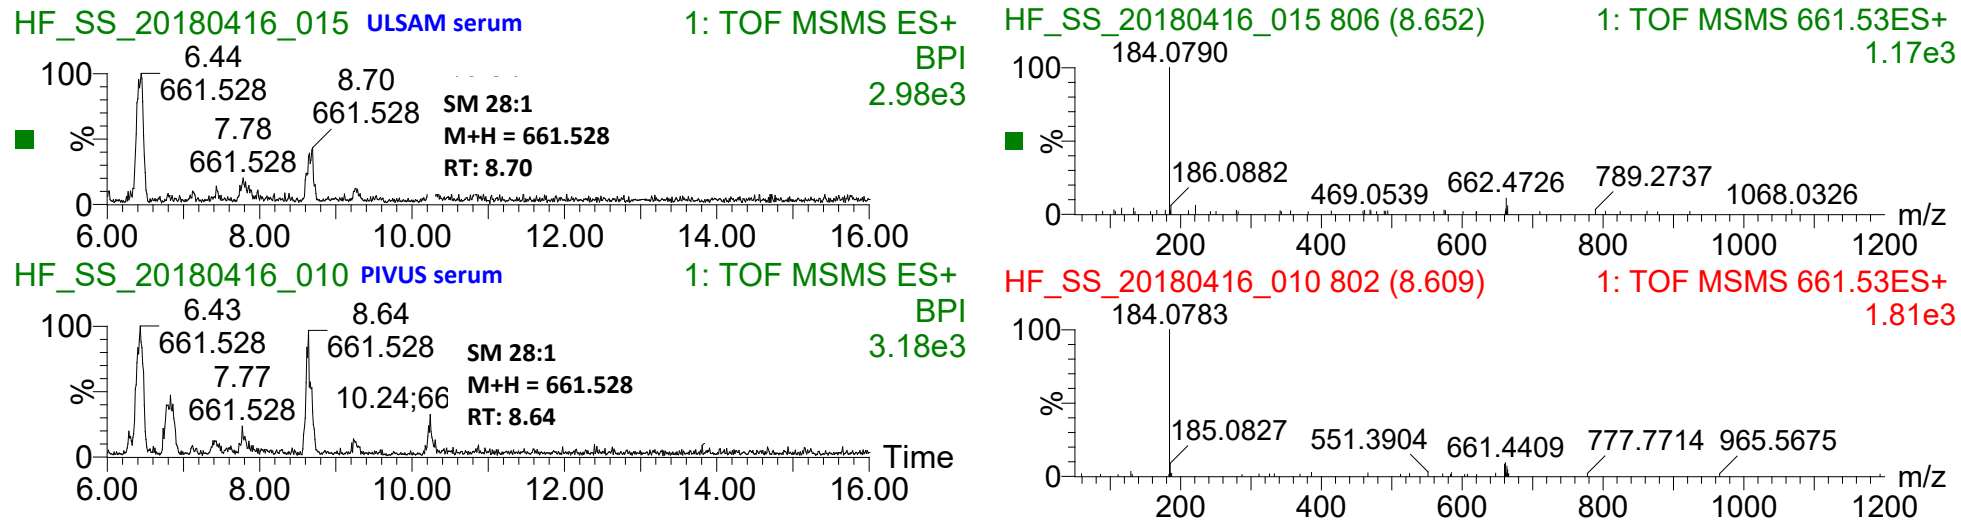 HF_SS_20180416_015 ULSAM serum
1: TOF MSMS ES+
BPI
2.98e3
100
%
0
6.44
661.528
7.78
661.528
8.70
661.528
SM 28:1
M+H = 661.528
RT: 8.70
6.00 8.00 10.00 12.00 14.00 16.00
HF_SS_20180416_010 PIVUS serum
1: TOF MSMS ES+
BPI
3.18e3
100
%
0
6.43
661.528
7.77
661.528
8.64
661.528
10.24;66
SM 28:1
M+H = 661.528
RT: 8.64
Time
6.00 8.00 10.00 12.00 14.00 16.00
HF_SS_20180416_015 806 (8.652)
1: TOF MSMS 661.53ES+
1.17e3
100
%
0
184.0790
186.0882
469.0539
662.4726
789.2737
1068.0326
m/z
200 400 600 800 1000 1200
HF_SS_20180416_010 802 (8.609)
1: TOF MSMS 661.53ES+
1.81e3
100
%
0
184.0783
185.0827
551.3904
661.4409
777.7714
965.5675
m/z
200 400 600 800 1000 1200